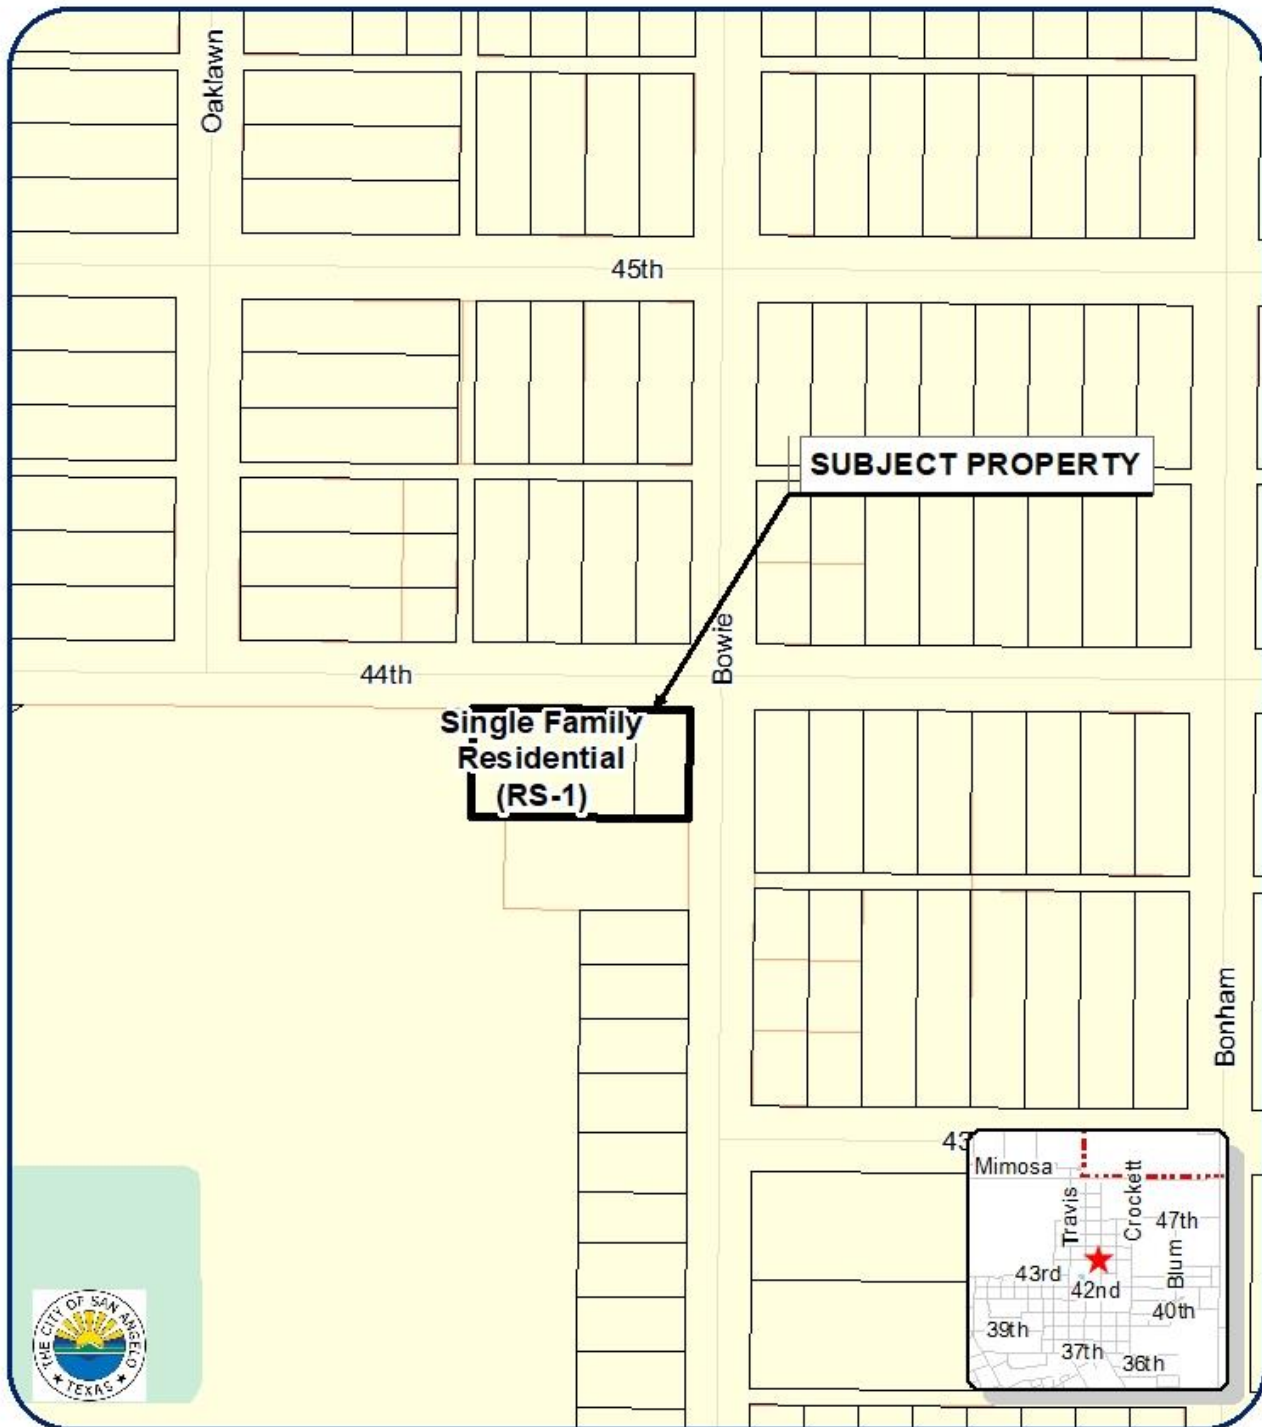 Oaklawn
45th
SUBJECT PROPERTY
Bowie
44th
Single Family
Residential
(RS-1)
Bonham
43
Mimosa
Travis
Crockett
47th
Blum
43rd
42nd
40th
39th
37th
36th
THE CITY OF SAN ANGELO
TEXAS